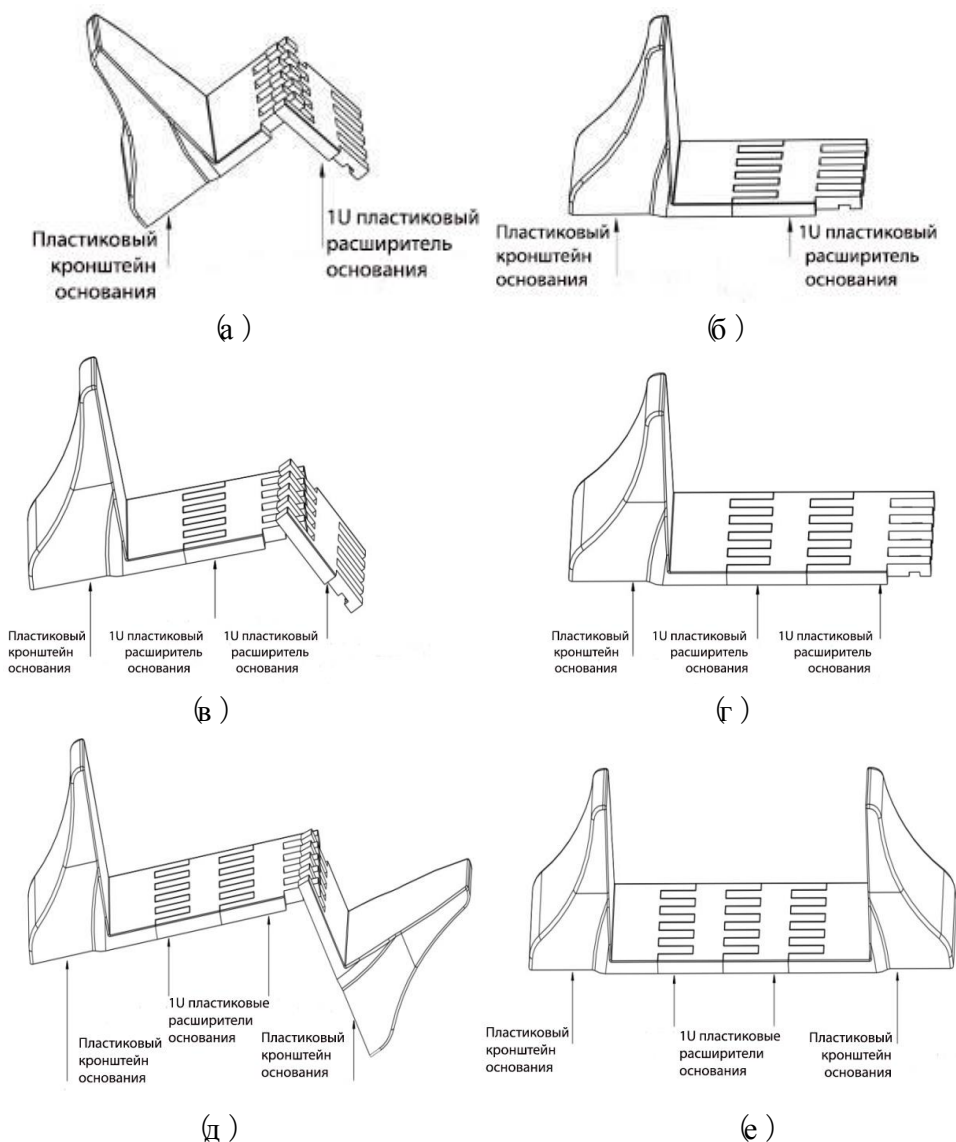 Пластиковый
кронштейн
основания
1U пластиковый
расширитель
основания
(а )
Пластиковый
кронштейн
основания
1U пластиковый
расширитель
основания
(б )
Пластиковый
кронштейн
основания
1U пластиковый
расширитель
основания
1U пластиковый
расширитель
основания
(в )
Пластиковый
кронштейн
основания
1U пластиковый
расширитель
основания
1U пластиковый
расширитель
основания
(г )
Пластиковый
кронштейн
основания
1U пластиковые
расширители
основания
Пластиковый
кронштейн
основания
(д )
Пластиковый
кронштейн
основания
1U пластиковые
расширители
основания
Пластиковый
кронштейн
основания
(е )